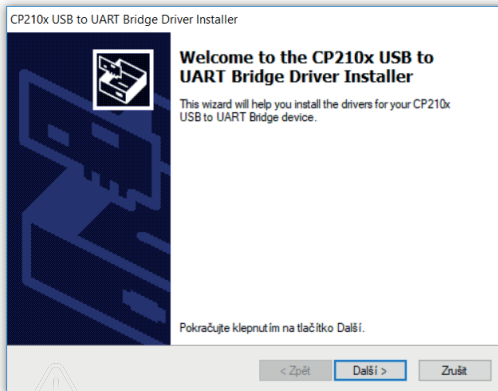 CP210x USB to UART Bridge Driver Installer
Welcome to the CP210x USB to
UART Bridge Driver Installer
This wizard will help you install the drivers for your CP210x
USB to UART Bridge device.
Pokračujte klepnutím na tlačítko Další.
< Zpět Další > Zrušit